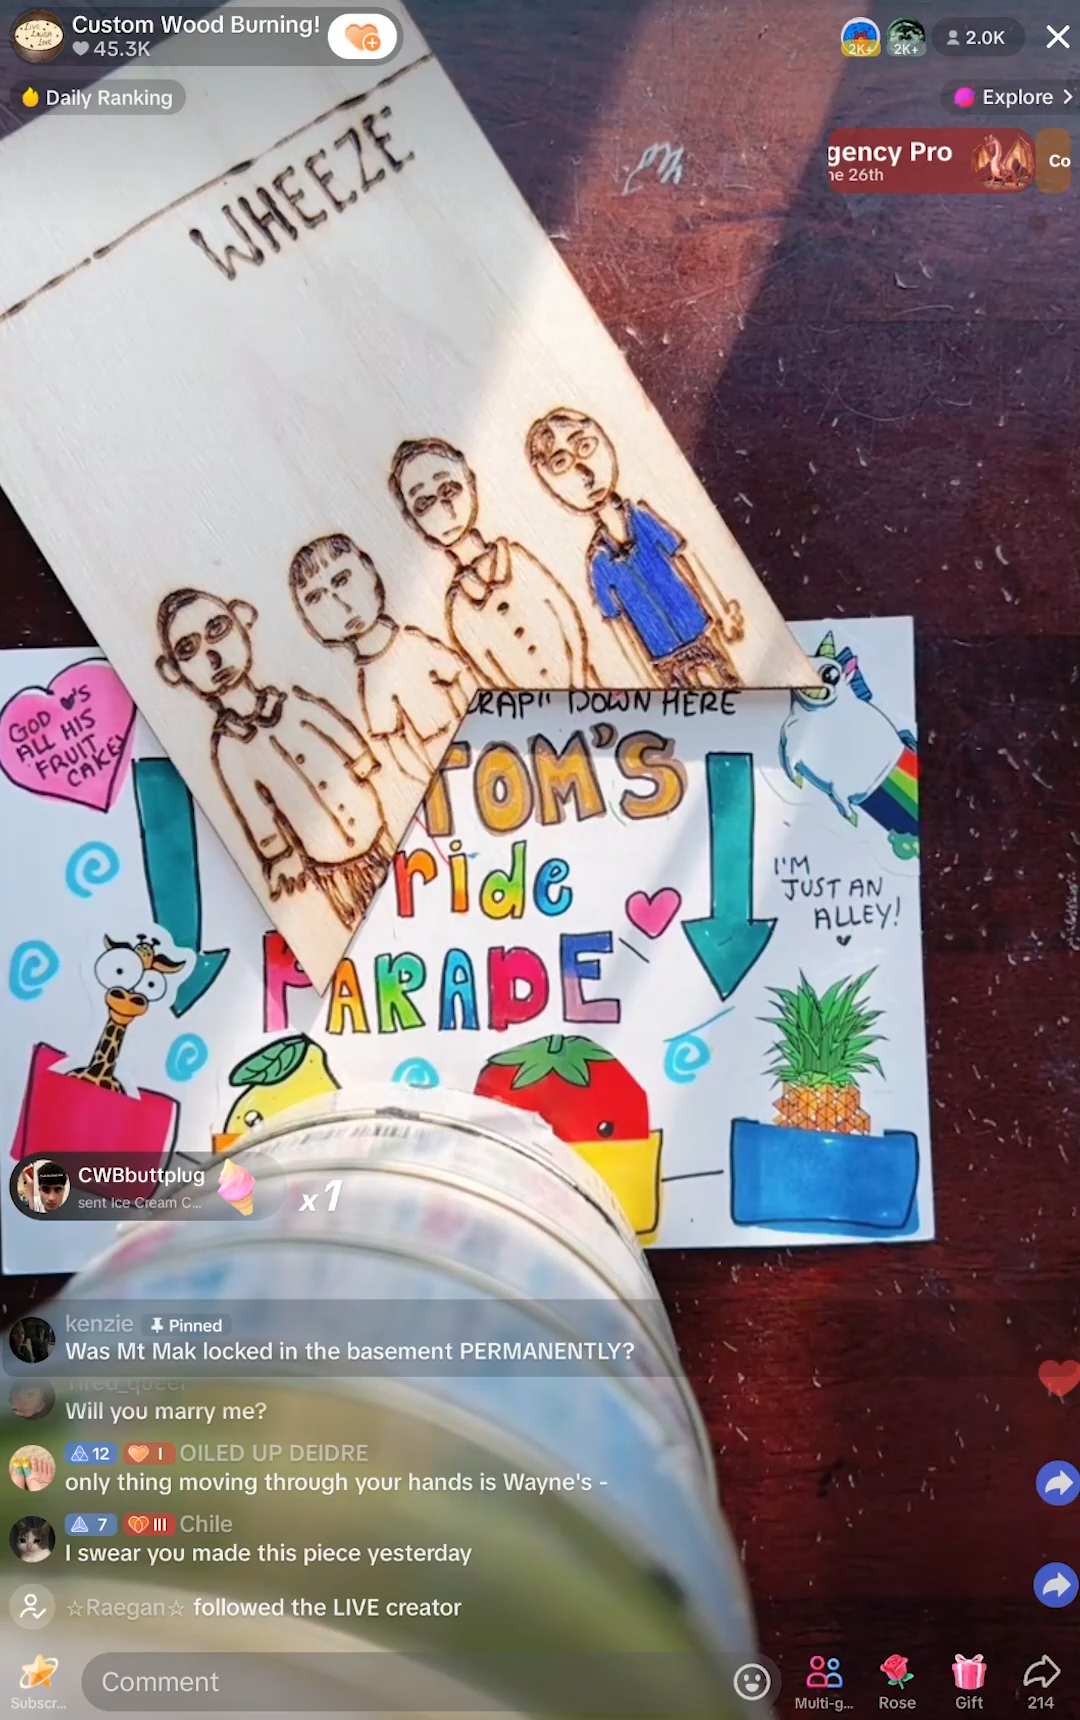 Custom Wood Burning!
45.3K
2K+
2K+
2.0K
Daily Ranking
Explore
gency Pro
ne 26th
Co
WHEEZE
RAP" DOWN HERE
GOD ♥'S
ALL HIS
FRUIT
CAKE
TOM'S
ride
PARADE
I'M
JUST AN
ALLEY!
CWBbuttplug
sent Ice Cream C...
x1
kenzie Pinned
Was Mt Mak locked in the basement PERMANENTLY?
Tired_queer
Will you marry me?
12 I OILED UP DEIDRE
only thing moving through your hands is Wayne's -
7 III Chile
I swear you made this piece yesterday
☆Raegan☆ followed the LIVE creator
Subscr...
Comment
Multi-g...
Rose
Gift
214